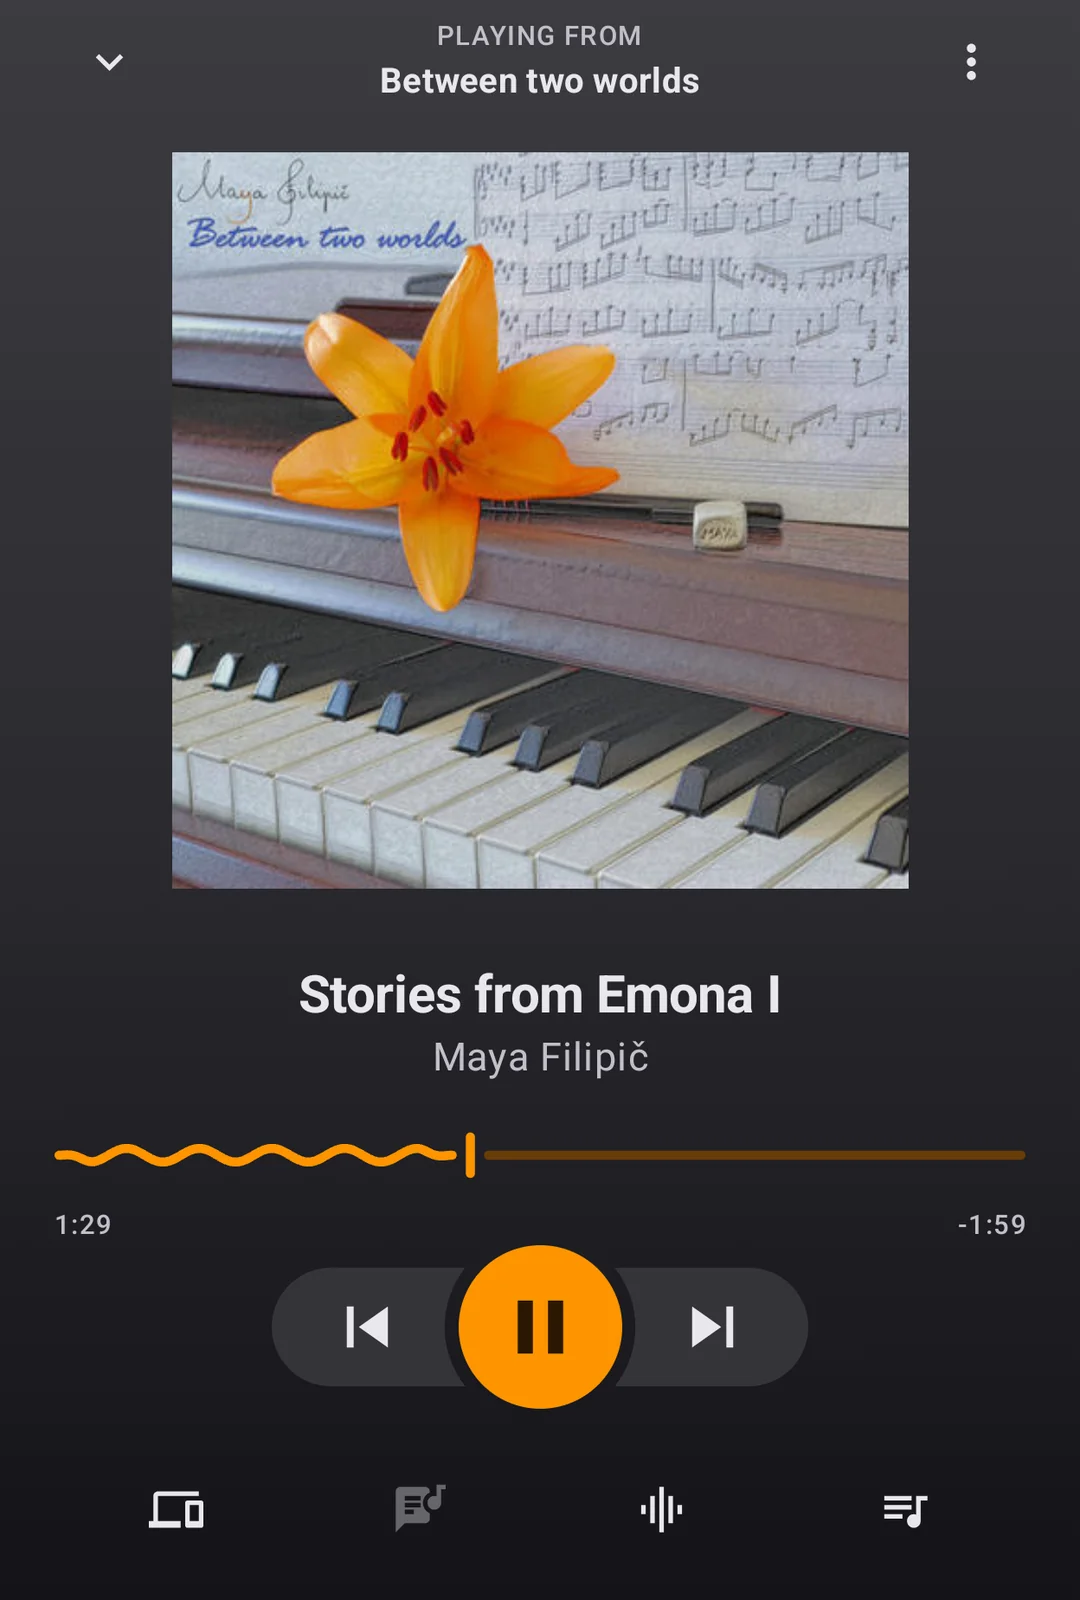 PLAYING FROM
Between two worlds
Maya Filipič
Between two worlds
MAYA
Stories from Emona I
Maya Filipič
1:29
-1:59